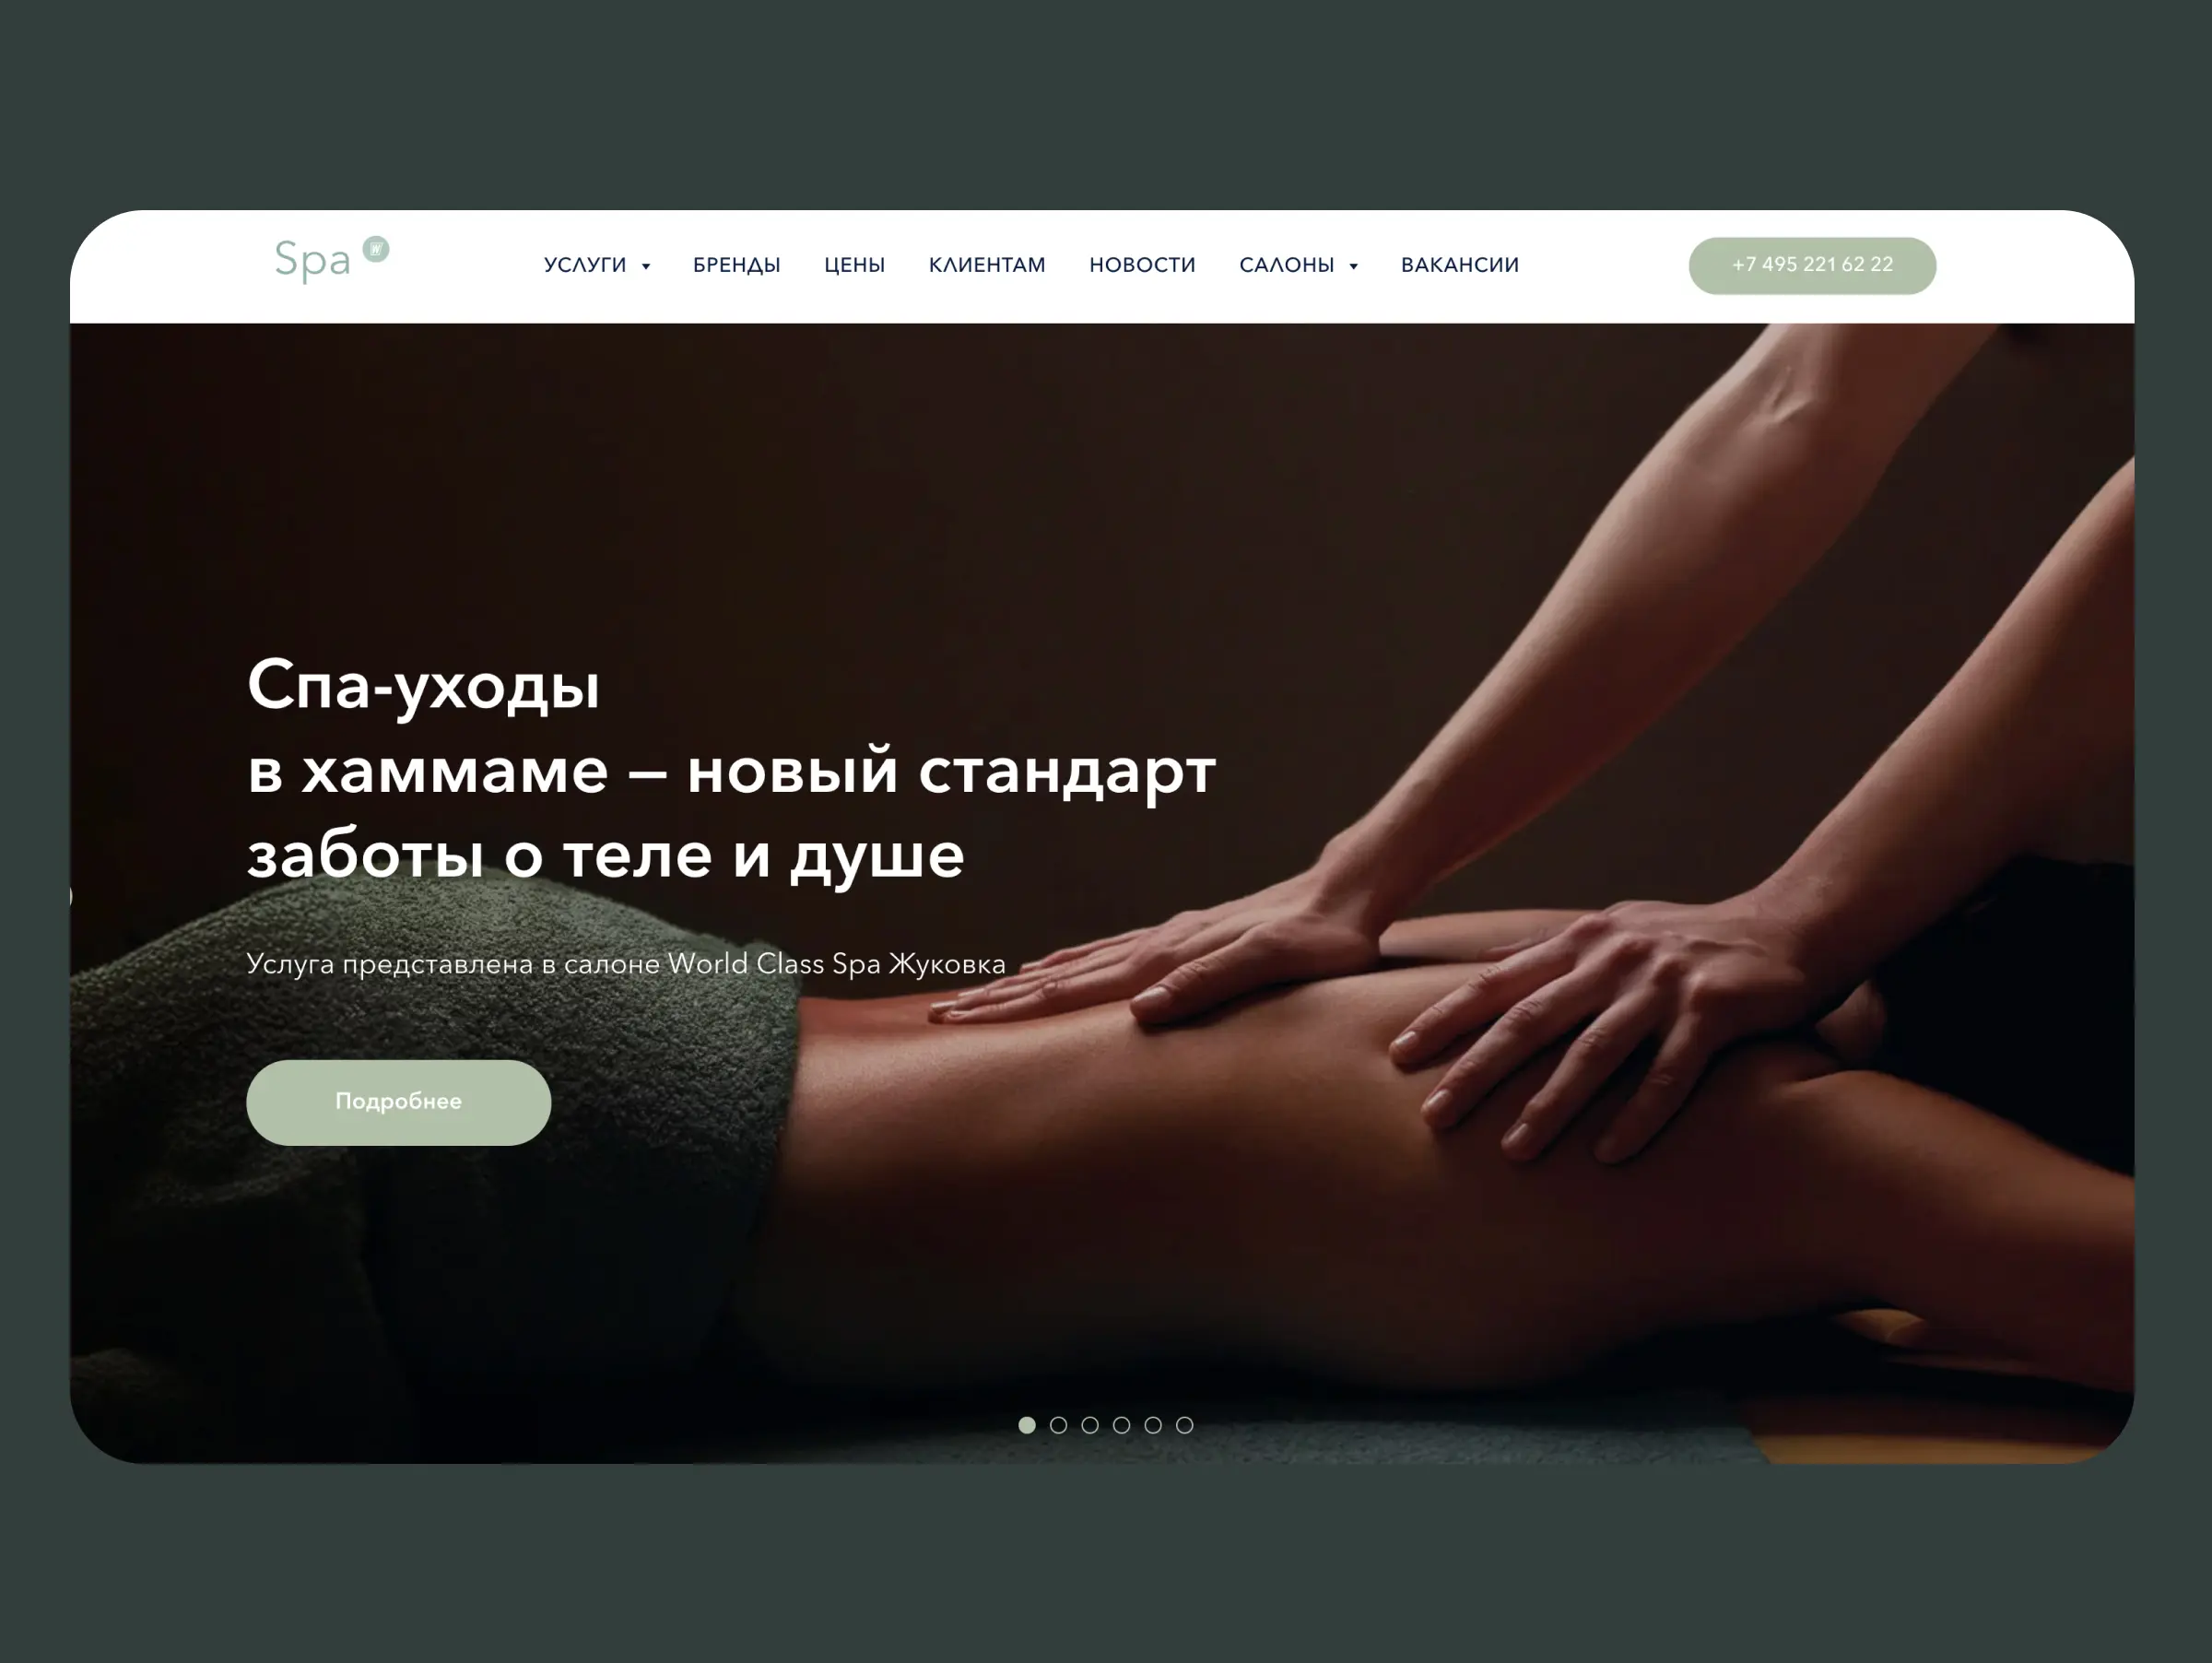 Spa W
УСЛУГИ БРЕНДЫ ЦЕНЫ КЛИЕНТАМ НОВОСТИ САЛОНЫ ВАКАНСИИ
+7 495 221 62 22
Спа-уходы
в хаммаме – новый стандарт
заботы о теле и душе
Услуга представлена в салоне World Class Spa Жуковка
Подробнее